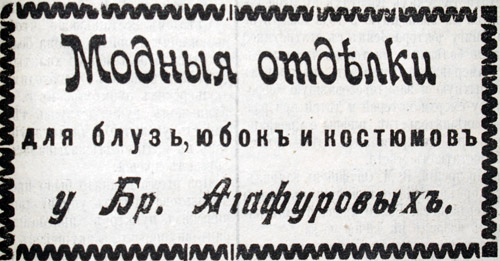 Модныя отдѣлки
для блузъ, юбокъ и костюмовъ
у Бр. Агафуровыхъ.